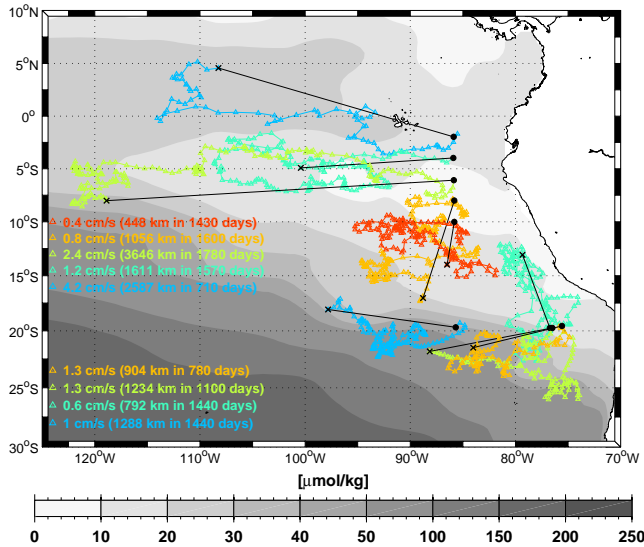 10°N
5°N
0°
5°S
10°S
15°S
20°S
25°S
30°S
0.4 cm/s (448 km in 1430 days)
0.8 cm/s (1056 km in 1600 days)
2.4 cm/s (3646 km in 1780 days)
1.2 cm/s (1611 km in 1570 days)
4.2 cm/s (2587 km in 710 days)
1.3 cm/s (904 km in 780 days)
1.3 cm/s (1234 km in 1100 days)
0.6 cm/s (792 km in 1440 days)
1 cm/s (1288 km in 1440 days)
120°W 110°W 100°W 90°W 80°W 70°W
[µmol/kg]
0 10 20 30 40 50 100 150 200 250